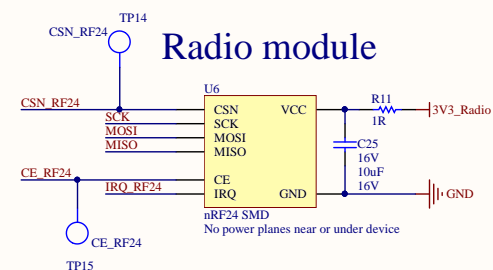 TP14
CSN_RF24
Radio module
U6
CSN_RF24
CSN
VCC
R11
1R
3V3_Radio
SCK
SCK
MOSI
MOSI
MISO
MISO
C25
16V
10uF
16V
CE_RF24
CE
IRQ_RF24
IRQ
GND
GND
nRF24 SMD
No power planes near or under device
CE_RF24
TP15